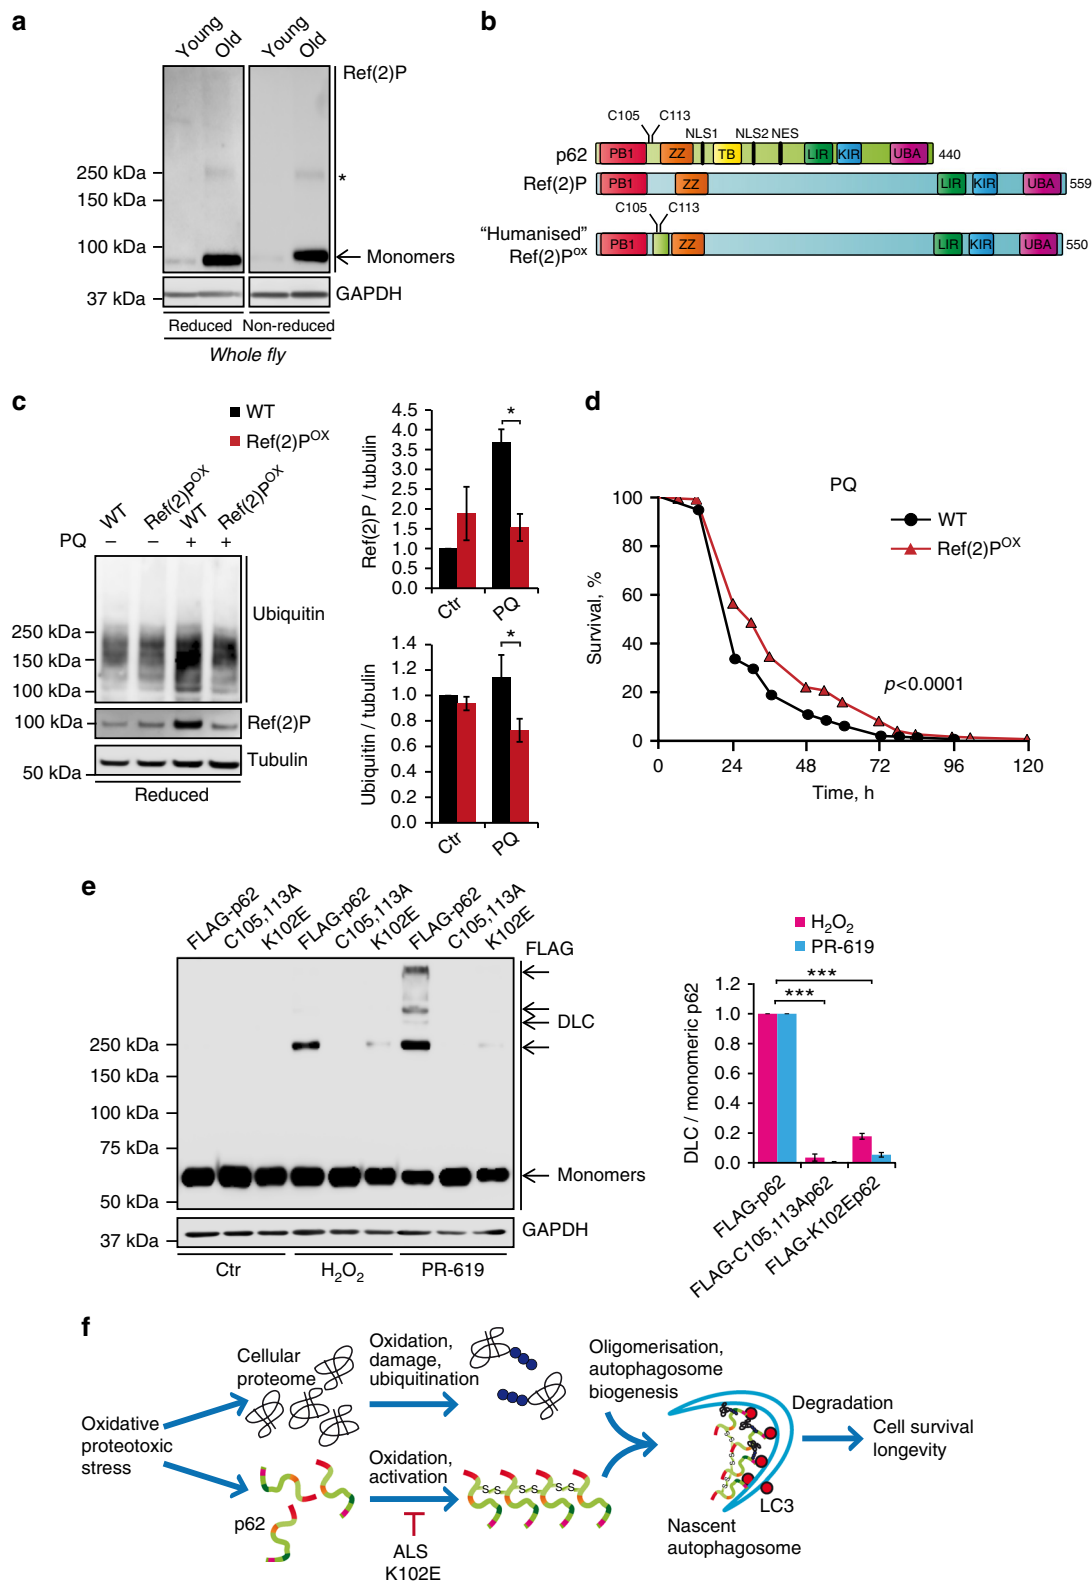 a
Young
Old
Young
Old
Ref(2)P
250 kDa
150 kDa
100 kDa
*
Monomers
37 kDa
GAPDH
Reduced
Non-reduced
Whole fly
b
C105
C113
NLS1
NLS2
NES
p62
PB1
ZZ
TB
LIR
KIR
UBA
440
Ref(2)P
PB1
ZZ
LIR
KIR
UBA
559
C105
C113
"Humanised"
Ref(2)Pᵒˣ
PB1
ZZ
LIR
KIR
UBA
550
c
WT
Ref(2)Pᴼˣ
WT
Ref(2)Pᴼˣ
WT
Ref(2)Pᴼˣ
PQ
–
–
+
+
Ubiquitin
250 kDa
150 kDa
100 kDa
100 kDa
Ref(2)P
Tubulin
50 kDa
Reduced
Ref(2)P / tubulin
4.5
4.0
3.5
3.0
2.5
2.0
1.5
1.0
0.5
0.0
*
Ctr
PQ
Ubiquitin / tubulin
1.4
1.2
1.0
0.8
0.6
0.4
0.2
0.0
*
Ctr
PQ
d
PQ
WT
Ref(2)Pᴼˣ
Survival, %
100
80
60
40
20
0
p<0.0001
0
24
48
72
96
120
Time, h
e
FLAG-p62
C105,113A
K102E
FLAG-p62
C105,113A
K102E
FLAG-p62
C105,113A
K102E
FLAG
DLC
250 kDa
150 kDa
100 kDa
75 kDa
Monomers
50 kDa
37 kDa
GAPDH
Ctr
H₂O₂
PR-619
H₂O₂
PR-619
DLC / monomeric p62
1.2
1.0
0.8
0.6
0.4
0.2
0.0
***
***
FLAG-p62
FLAG-C105,113Ap62
FLAG-K102Ep62
f
Oxidative
proteotoxic
stress
Cellular
proteome
Oxidation,
damage,
ubiquitination
p62
Oxidation,
activation
ALS
K102E
S-S
S-S
S-S
Oligomerisation,
autophagosome
biogenesis
LC3
Nascent
autophagosome
Degradation
Cell survival
longevity